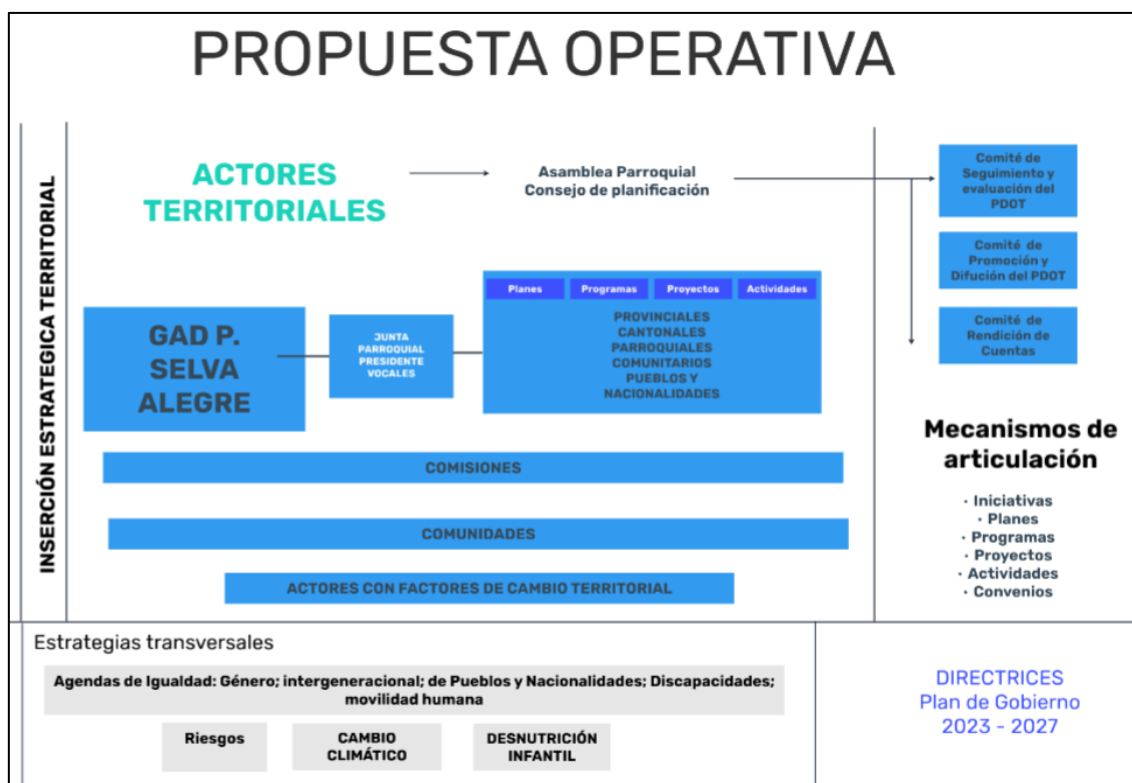 PROPUESTA OPERATIVA
INSERCIÓN ESTRATEGICA TERRITORIAL
ACTORES
TERRITORIALES
Asamblea Parroquial
Consejo de planificación
Comité de
Seguimiento y
evaluación del
PDOT
Comité de
Promoción y
Difución del PDOT
Comité de
Rendición de
Cuentas
GAD P.
SELVA
ALEGRE
JUNTA
PARROQUIAL
PRESIDENTE
VOCALES
Planes
Programas
Proyectos
Actividades
PROVINCIALES
CANTONALES
PARROQUIALES
COMUNITARIOS
PUEBLOS Y
NACIONALIDADES
COMISIONES
COMUNIDADES
ACTORES CON FACTORES DE CAMBIO TERRITORIAL
Mecanismos de
articulación
· Iniciativas
· Planes
· Programas
· Proyectos
· Actividades
· Convenios
Estrategias transversales
Agendas de Igualdad: Género; intergeneracional; de Pueblos y Nacionalidades; Discapacidades;
movilidad humana
Riesgos
CAMBIO
CLIMÁTICO
DESNUTRICIÓN
INFANTIL
DIRECTRICES
Plan de Gobierno
2023 - 2027